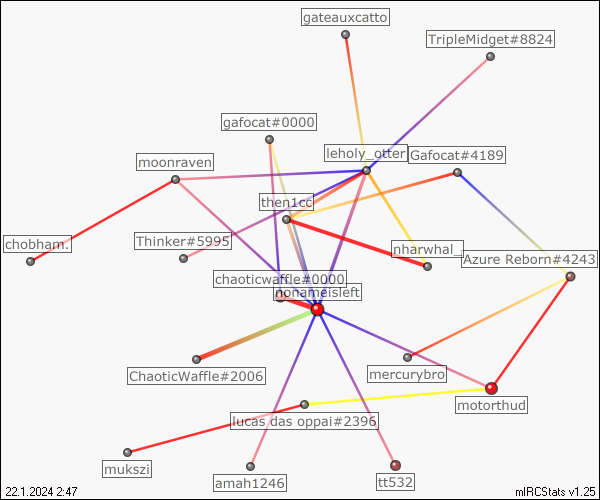 gateauxcatto
TripleMidget#8824
gafocat#0000
leholy_otter
Gafocat#4189
moonraven
then1cc
chobham.
Thinker#5995
nharwhal_
Azure Reborn#4243
chaoticwaffle#0000
nonameisleft
ChaoticWaffle#2006
mercurybro
motorthud
lucas das oppai#2396
mukszi
amah1246
tt532
22.1.2024 2:47
mIRCStats v1.25